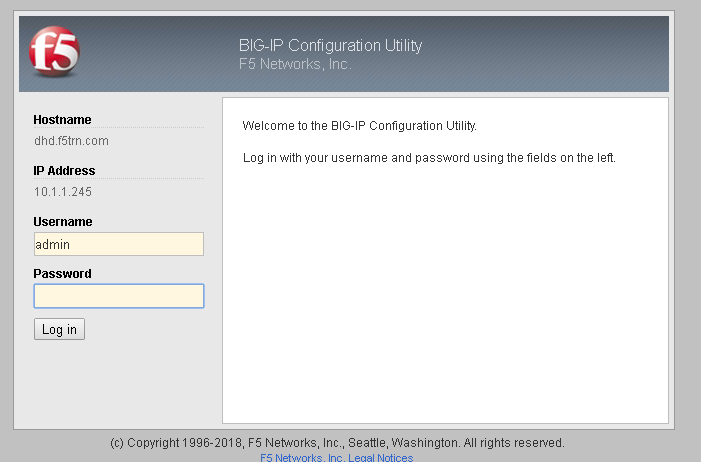 f5
BIG-IP Configuration Utility
F5 Networks, Inc.
Hostname
dhd.f5trn.com
IP Address
10.1.1.245
Username
admin
Password
Log in
Welcome to the BIG-IP Configuration Utility.
Log in with your username and password using the fields on the left.
(c) Copyright 1996-2018, F5 Networks, Inc., Seattle, Washington. All rights reserved.
F5 Networks, Inc. Legal Notices